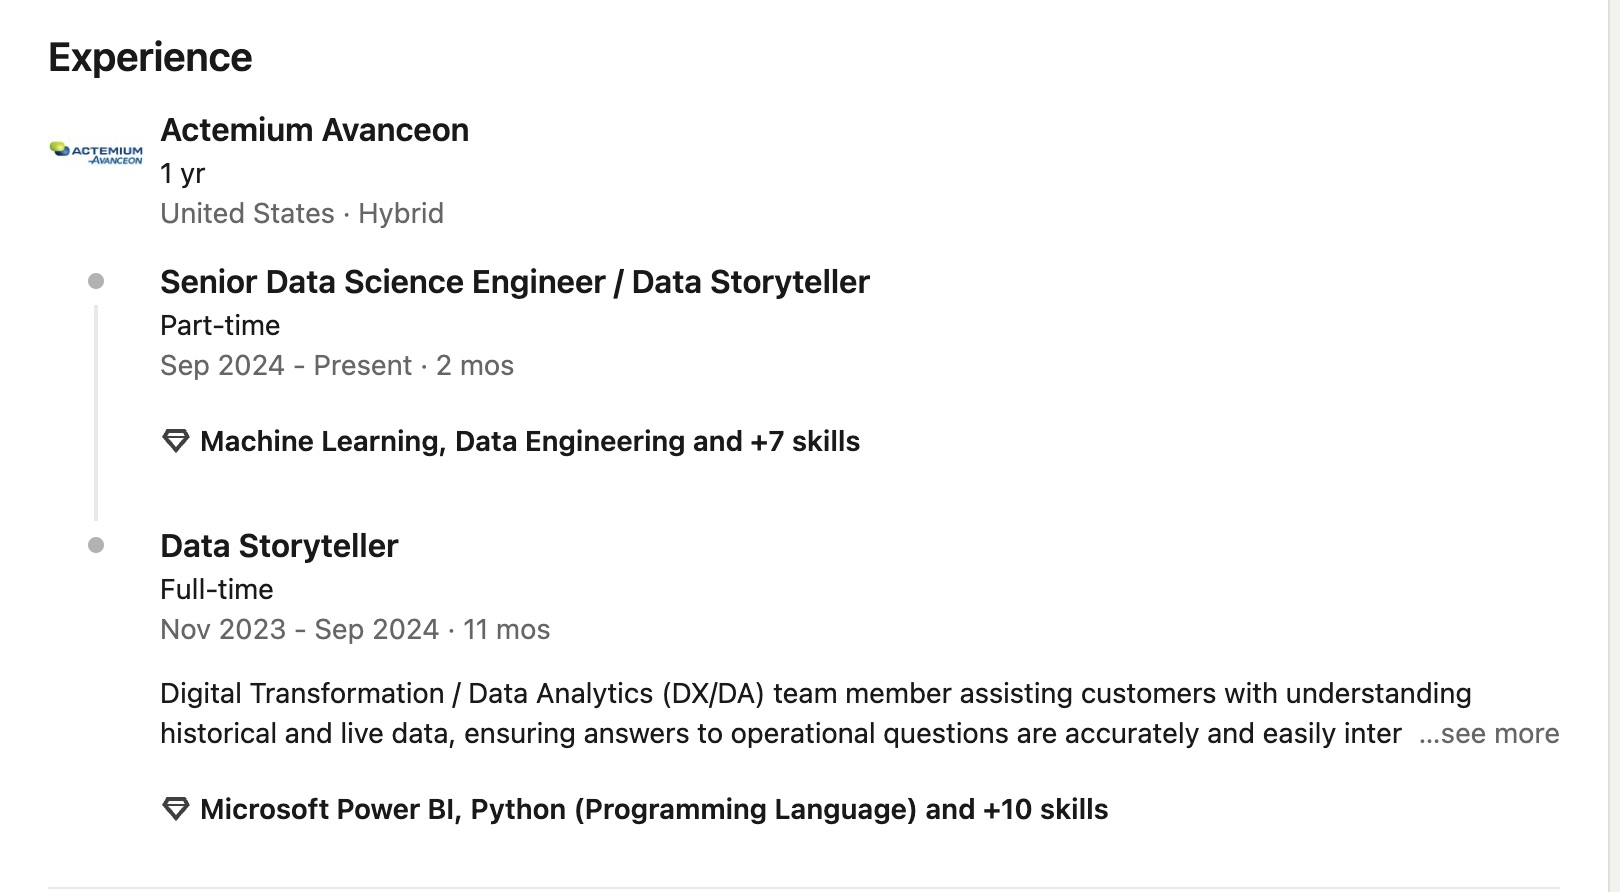 Experience
ACTEMIUM
AVANCEON
Actemium Avanceon
1 yr
United States · Hybrid
Senior Data Science Engineer / Data Storyteller
Part-time
Sep 2024 - Present · 2 mos
Machine Learning, Data Engineering and +7 skills
Data Storyteller
Full-time
Nov 2023 - Sep 2024 · 11 mos
Digital Transformation / Data Analytics (DX/DA) team member assisting customers with understanding
historical and live data, ensuring answers to operational questions are accurately and easily inter ...see more
Microsoft Power BI, Python (Programming Language) and +10 skills